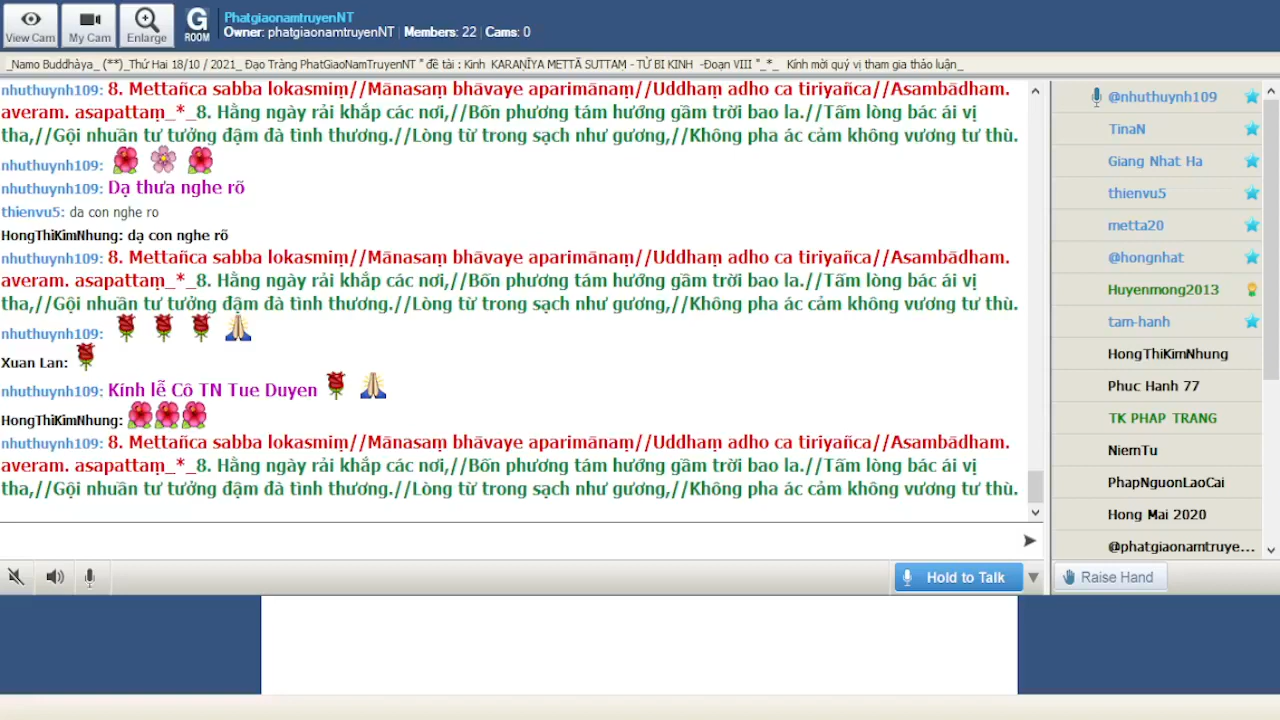 View Cam
My Cam
Enlarge
G
ROOM
PhatgiaonamtruyenNT
Owner: phatgiaonamtruyenNT | Members: 22 | Cams: 0
_Namo Buddhàya_ (**)_Thứ Hai 18/10 / 2021_ Đạo Tràng PhatGiaoNamTruyenNT " đề tài : Kinh KARAṆĪYA METTĀ SUTTAṂ - TỪ BI KINH -Đoạn VIII "_*_ Kính mời quý vị tham gia thảo luận_
nhuthuynh109: 8. Mettañca sabba lokasmiṃ//Mānasaṃ bhāvaye aparimānaṃ//Uddhaṃ adho ca tiriyañca//Asambādham.
averam. asapattaṃ_*_8. Hằng ngày rải khắp các nơi,//Bốn phương tám hướng gầm trời bao la.//Tấm lòng bác ái vị
tha,//Gội nhuần tư tưởng đậm đà tình thương.//Lòng từ trong sạch như gương,//Không pha ác cảm không vương tư thù.
nhuthuynh109:
nhuthuynh109: Dạ thưa nghe rõ
thienvu5: da con nghe ro
HongThiKimNhung: dạ con nghe rõ
nhuthuynh109: 8. Mettañca sabba lokasmiṃ//Mānasaṃ bhāvaye aparimānaṃ//Uddhaṃ adho ca tiriyañca//Asambādham.
averam. asapattaṃ_*_8. Hằng ngày rải khắp các nơi,//Bốn phương tám hướng gầm trời bao la.//Tấm lòng bác ái vị
tha,//Gội nhuần tư tưởng đậm đà tình thương.//Lòng từ trong sạch như gương,//Không pha ác cảm không vương tư thù.
nhuthuynh109:
Xuan Lan:
nhuthuynh109: Kính lễ Cô TN Tue Duyen
HongThiKimNhung:
nhuthuynh109: 8. Mettañca sabba lokasmiṃ//Mānasaṃ bhāvaye aparimānaṃ//Uddhaṃ adho ca tiriyañca//Asambādham.
averam. asapattaṃ_*_8. Hằng ngày rải khắp các nơi,//Bốn phương tám hướng gầm trời bao la.//Tấm lòng bác ái vị
tha,//Gội nhuần tư tưởng đậm đà tình thương.//Lòng từ trong sạch như gương,//Không pha ác cảm không vương tư thù.
Hold to Talk
@nhuthuynh109
TinaN
Giang Nhat Ha
thienvu5
metta20
@hongnhat
Huyenmong2013
tam-hanh
HongThiKimNhung
Phuc Hanh 77
TK PHAP TRANG
NiemTu
PhapNguonLaoCai
Hong Mai 2020
@phatgiaonamtruye...
Raise Hand